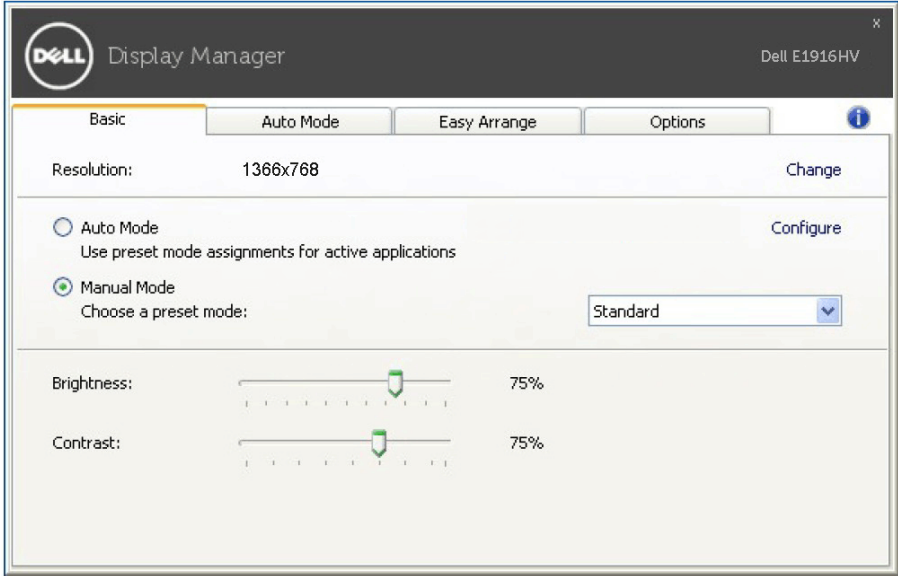 DELL Display Manager x
Dell E1916HV
Basic Auto Mode Easy Arrange Options i
Resolution: 1366x768 Change
Auto Mode Configure
Use preset mode assignments for active applications
Manual Mode
Choose a preset mode: Standard
Brightness: 75%
Contrast: 75%